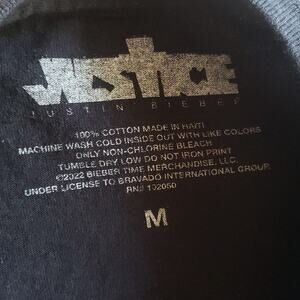 JUSTICE
JUSTIN BIEBER
100% COTTON MADE IN HAITI
MACHINE WASH COLD INSIDE OUT WITH LIKE COLORS
ONLY NON-CHLORINE BLEACH
TUMBLE DRY LOW DO NOT IRON PRINT
©2022 BIEBER TIME MERCHANDISE, LLC.
UNDER LICENSE TO BRAVADO INTERNATIONAL GROUP
RN# 102050
M